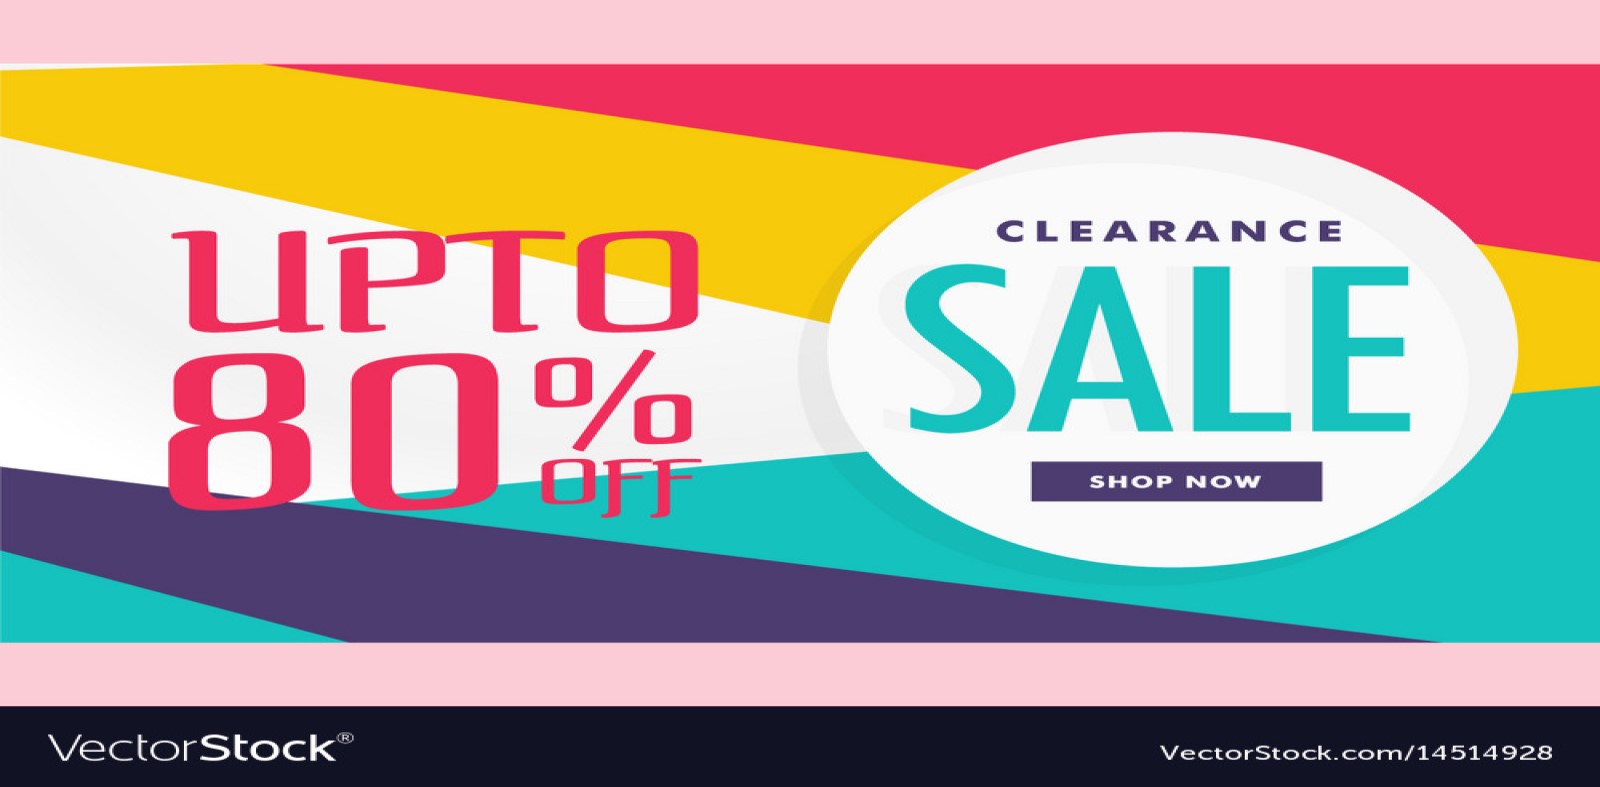 UPTO
80%
OFF
CLEARANCE
SALE
SHOP NOW
VectorStock®
VectorStock.com/14514928